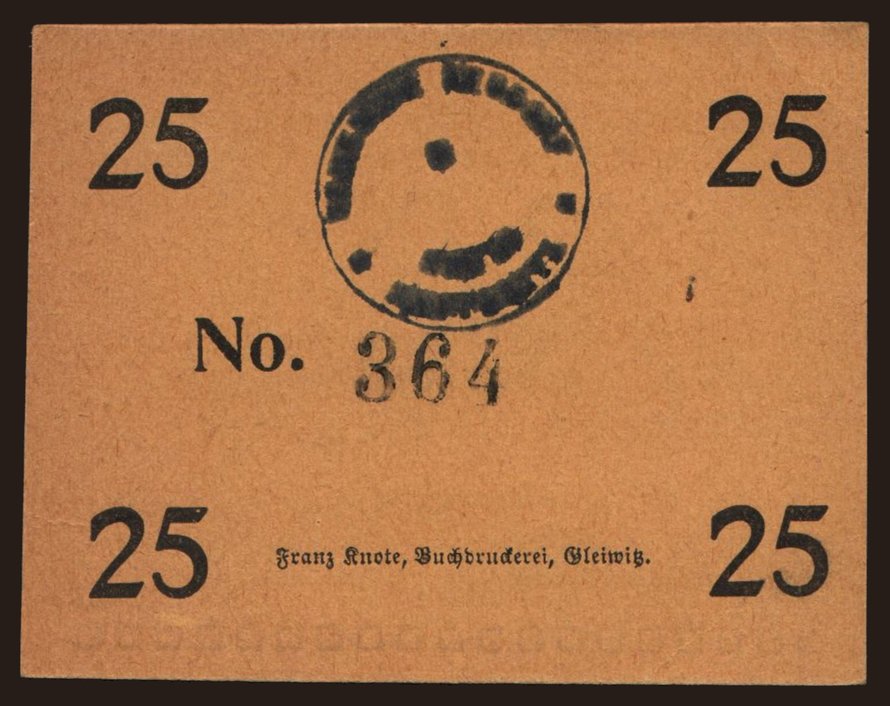 25 25
No. 364
25 25
Franz Knote, Buchdruckerei, Gleiwitz.